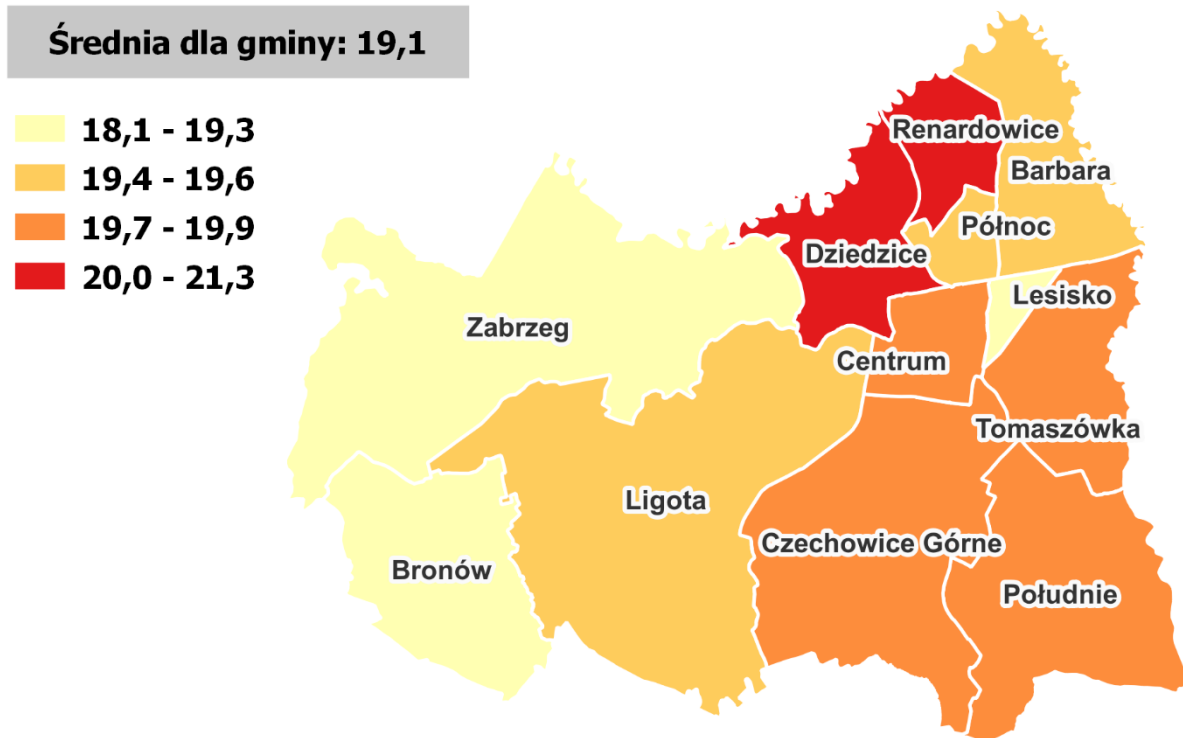 Średnia dla gminy: 19,1
18,1 - 19,3
19,4 - 19,6
19,7 - 19,9
20,0 - 21,3
Renardowice
Barbara
Północ
Dziedzice
Lesisko
Zabrzeg
Centrum
Tomaszówka
Ligota
Czechowice Górne
Bronów
Południe